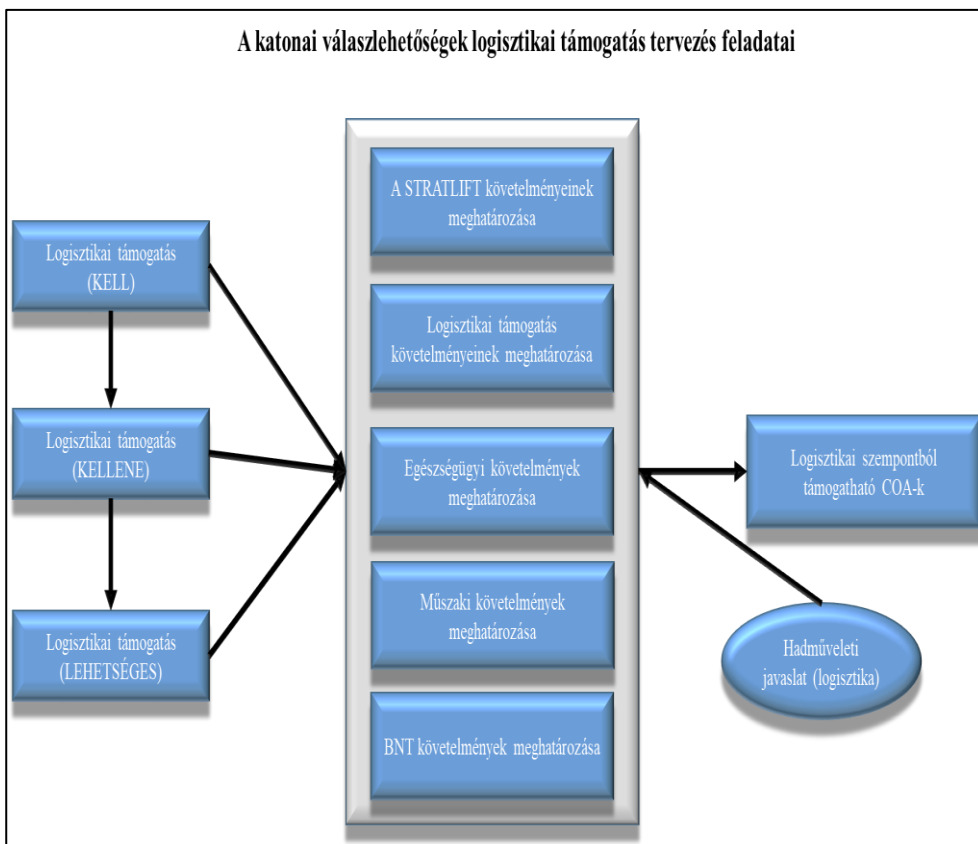 A katonai válaszlehetőségek logisztikai támogatás tervezés feladatai
Logisztikai támogatás
(KELL)
Logisztikai támogatás
(KELLENE)
Logisztikai támogatás
(LEHETSÉGES)
A STRATLIFT követelményeinek
meghatározása
Logisztikai támogatás
követelményeinek meghatározása
Egészségügyi követelmények
meghatározása
Műszaki követelmények
meghatározása
BNT követelmények meghatározása
Logisztikai szempontból
támogatható COA-k
Hadműveleti
javaslat (logisztika)